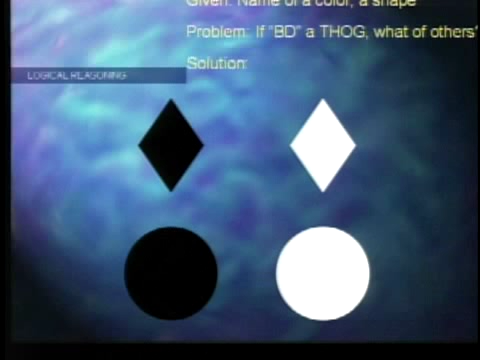 Given: Name of a color, a shape
Problem: If "BD" a THOG, what of others'
Solution:
LOGICAL REASONING